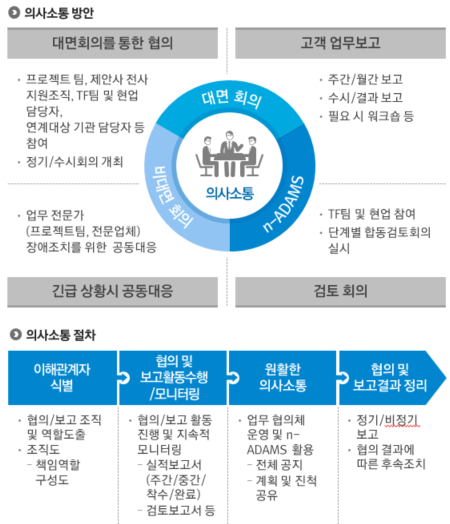 의사소통 방안
대면회의를 통한 협의
고객 업무보고
• 프로젝트 팀, 제안사 전사
지원조직, TF팀 및 현업
담당자,
연계대상 기관 담당자 등
참여
• 정기/수시회의 개최
• 주간/월간 보고
• 수시/결과 보고
• 필요 시 워크숍 등
대면 회의
비대면 회의
n-ADAMS
의사소통
• 업무 전문가
(프로젝트팀, 전문업체)
장애조치를 위한 공동대응
• TF팀 및 현업 참여
• 단계별 합동검토회의
실시
긴급 상황시 공동대응
검토 회의
의사소통 절차
이해관계자
식별
협의 및
보고활동수행
/모니터링
원활한
의사소통
협의 및
보고결과 정리
• 협의/보고 조직
및 역할도출
• 조직도
– 책임역할
구성도
• 협의/보고 활동
진행 및 지속적
모니터링
– 실적보고서
(주간/중간/
착수/완료)
– 검토보고서 등
• 업무 협의체
운영 및 n-
ADAMS 활용
– 전체 공지
– 계획 및 진척
공유
• 정기/비정기
보고
• 협의 결과에
따른 후속조치